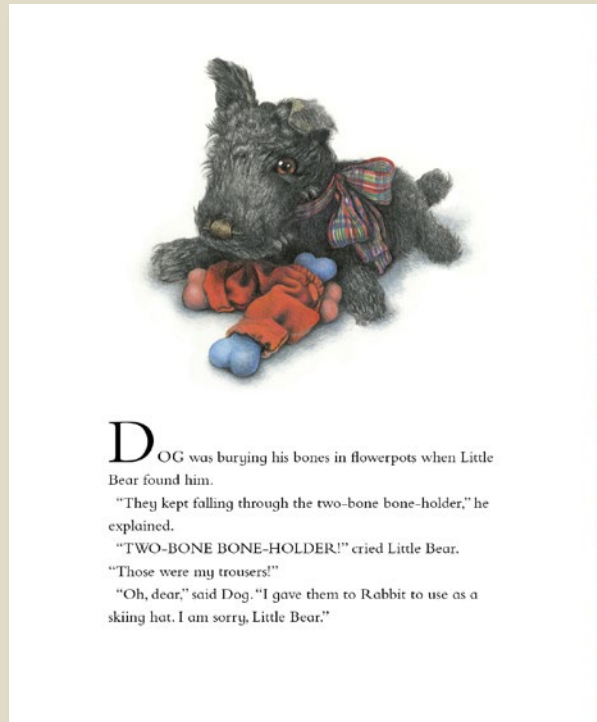 DOG was burying his bones in flowerpots when Little
Bear found him.
“They kept falling through the two-bone bone-holder,” he
explained.
“TWO-BONE BONE-HOLDER!” cried Little Bear.
“Those were my trousers!”
“Oh, dear,” said Dog. “I gave them to Rabbit to use as a
skiing hat. I am sorry, Little Bear.”